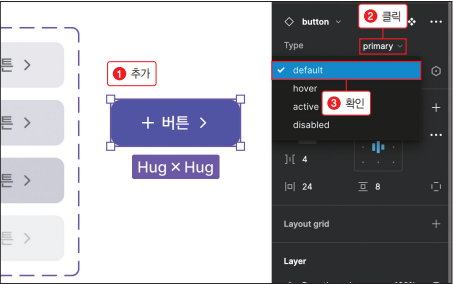 button
② 클릭
Type
primary
① 추가
default
hover
active
③ 확인
disabled
+ 버튼 >
Hug × Hug
튼 >
튼 >
튼 >
튼 >
4
24
8
Layout grid
Layer